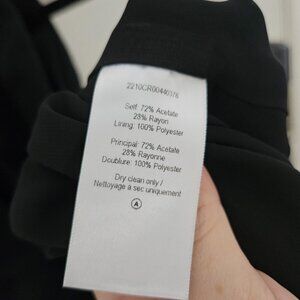 2210CR00440376
Self: 72% Acetate
28% Rayon
Lining: 100% Polyester
Principal: 72% Acetate
28% Rayonne
Doublure: 100% Polyester
Dry clean only /
Nettoyage à sec uniquement
A